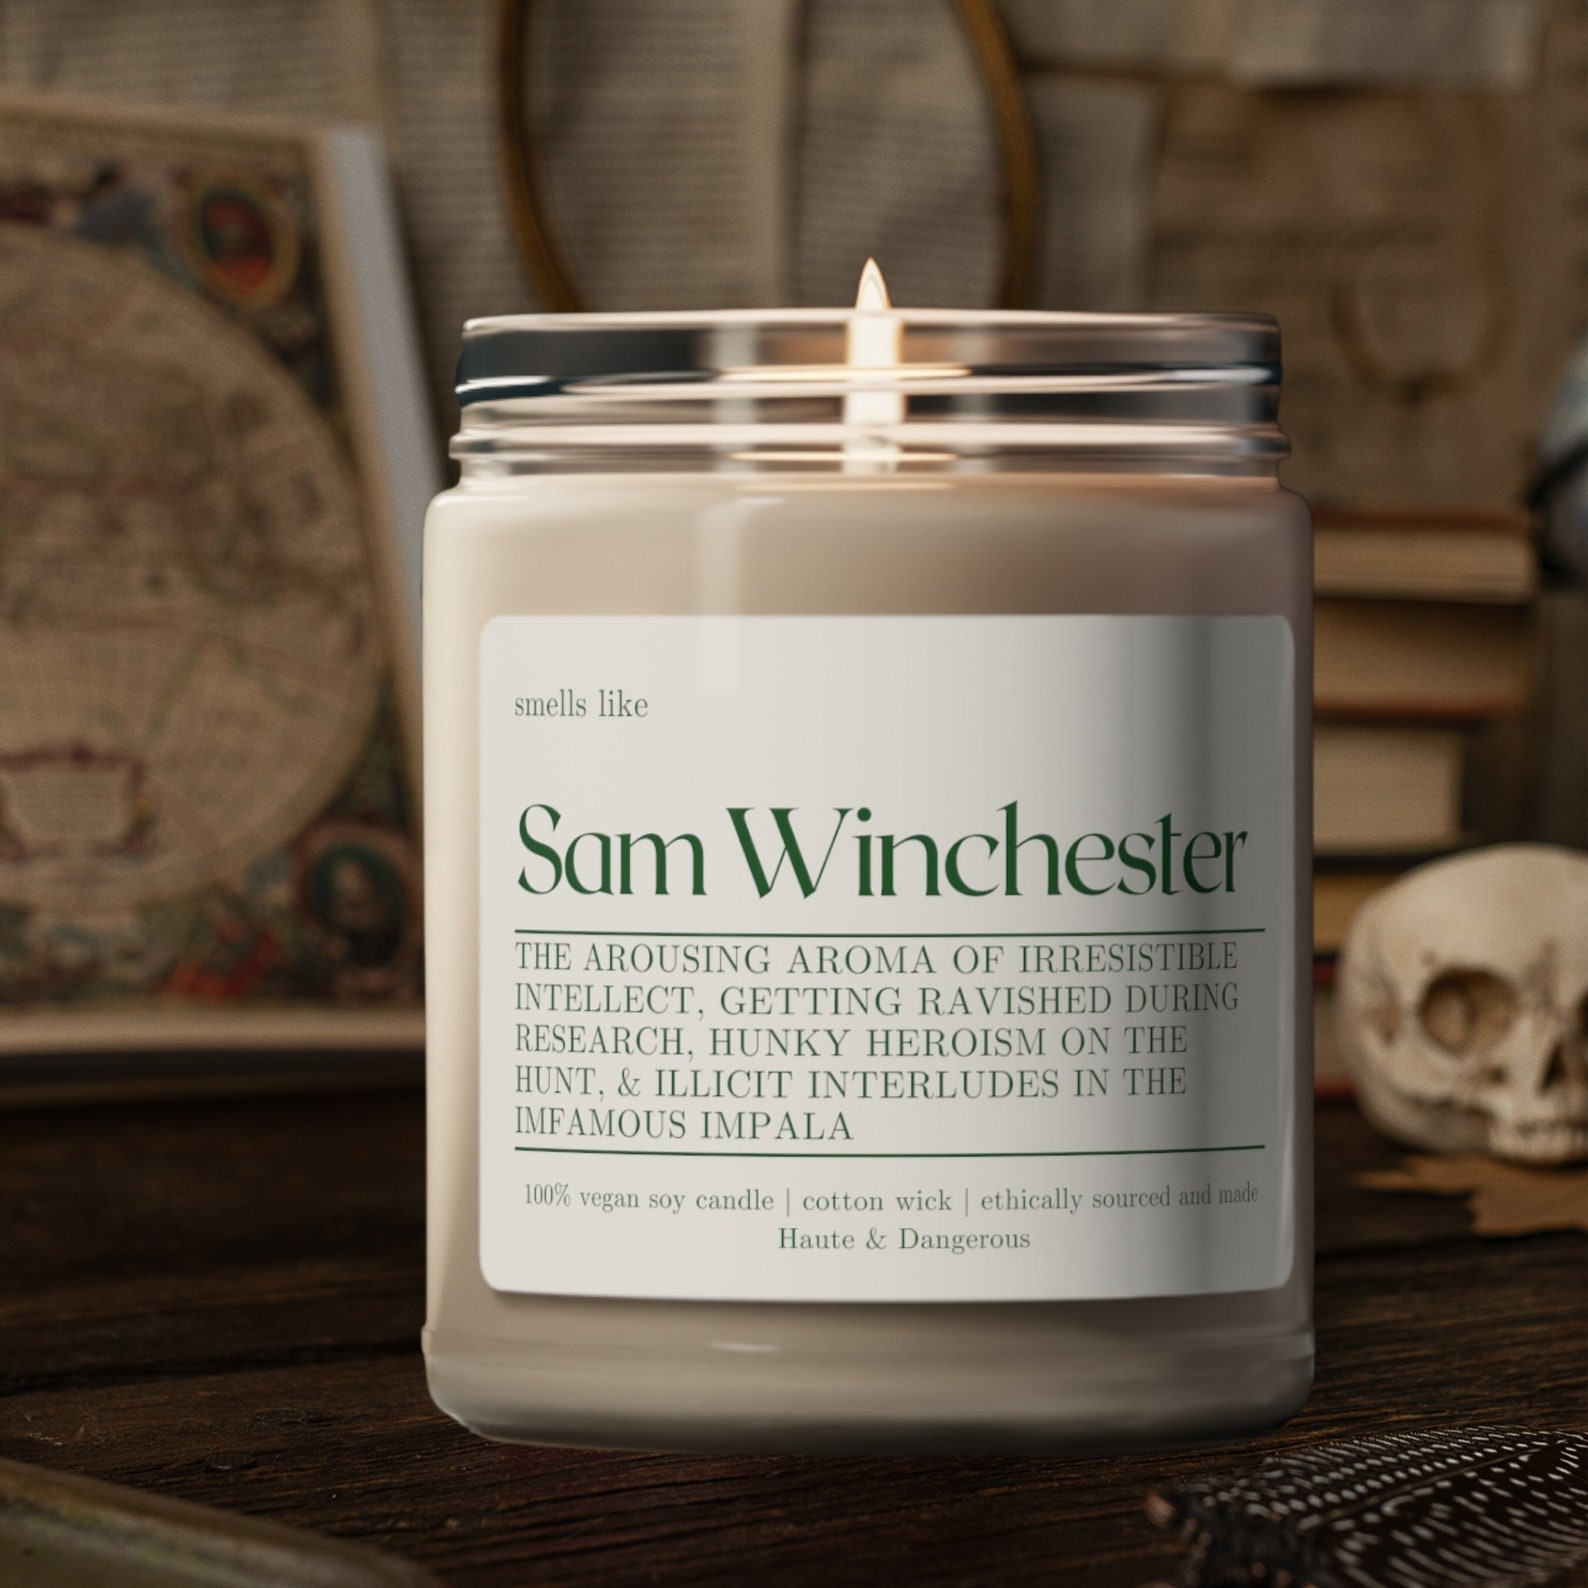 smells like
Sam Winchester
THE AROUSING AROMA OF IRRESISTIBLE
INTELLECT, GETTING RAVISHED DURING
RESEARCH, HUNKY HEROISM ON THE
HUNT, & ILLICIT INTERLUDES IN THE
IMFAMOUS IMPALA
100% vegan soy candle | cotton wick | ethically sourced and made
Haute & Dangerous